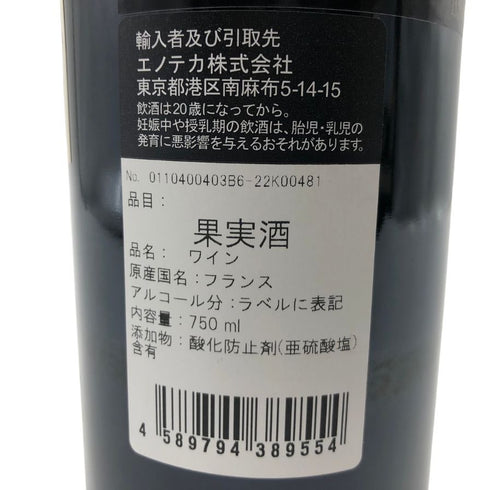 輸入者及び引取先
エノテカ株式会社
東京都港区南麻布5-14-15
飲酒は20歳になってから。
妊娠中や授乳期の飲酒は、胎児・乳児の
発育に悪影響を与えるおそれがあります。
No. 0110400403B6-22K00481
品目：
果実酒
品名： ワイン
原産国名：フランス
アルコール分：ラベルに表記
内容量：750 ml
添加物：酸化防止剤(亜硫酸塩)
含有
4 589794 389554